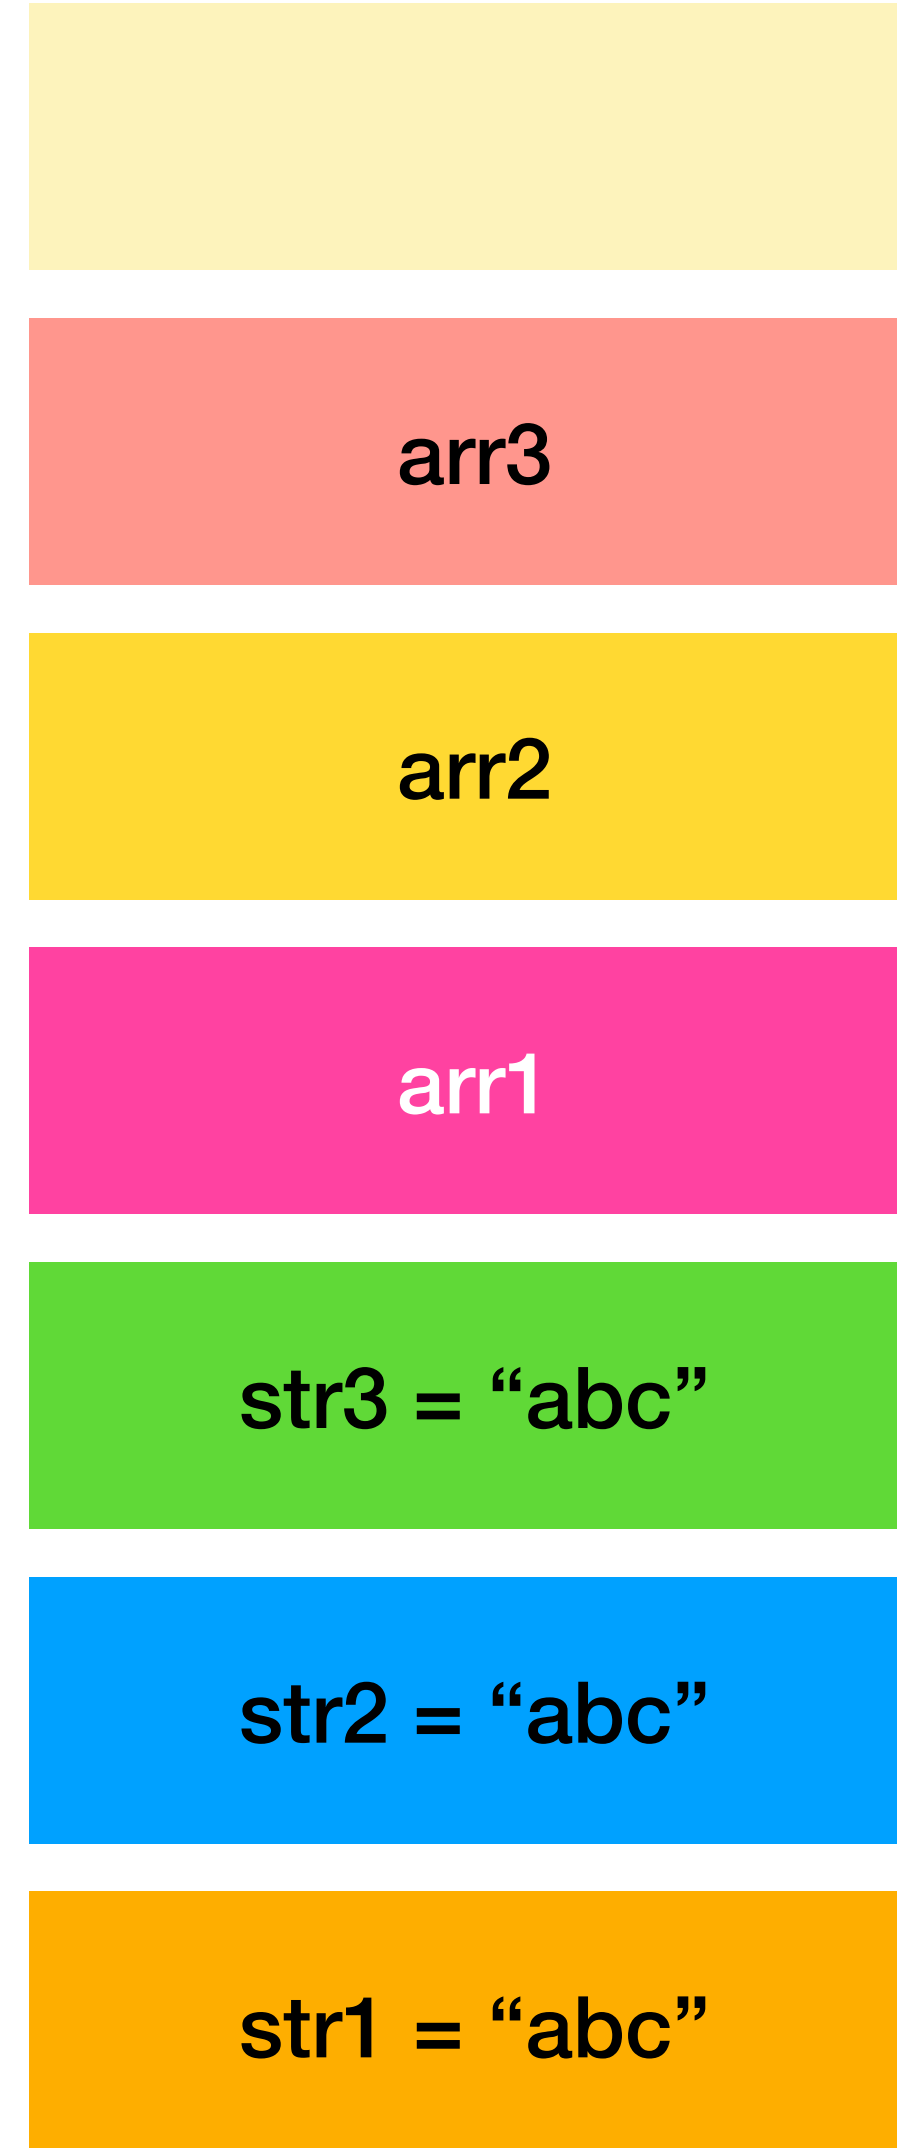 arr3
arr2
arr1
str3 = “abc”
str2 = “abc”
str1 = “abc”